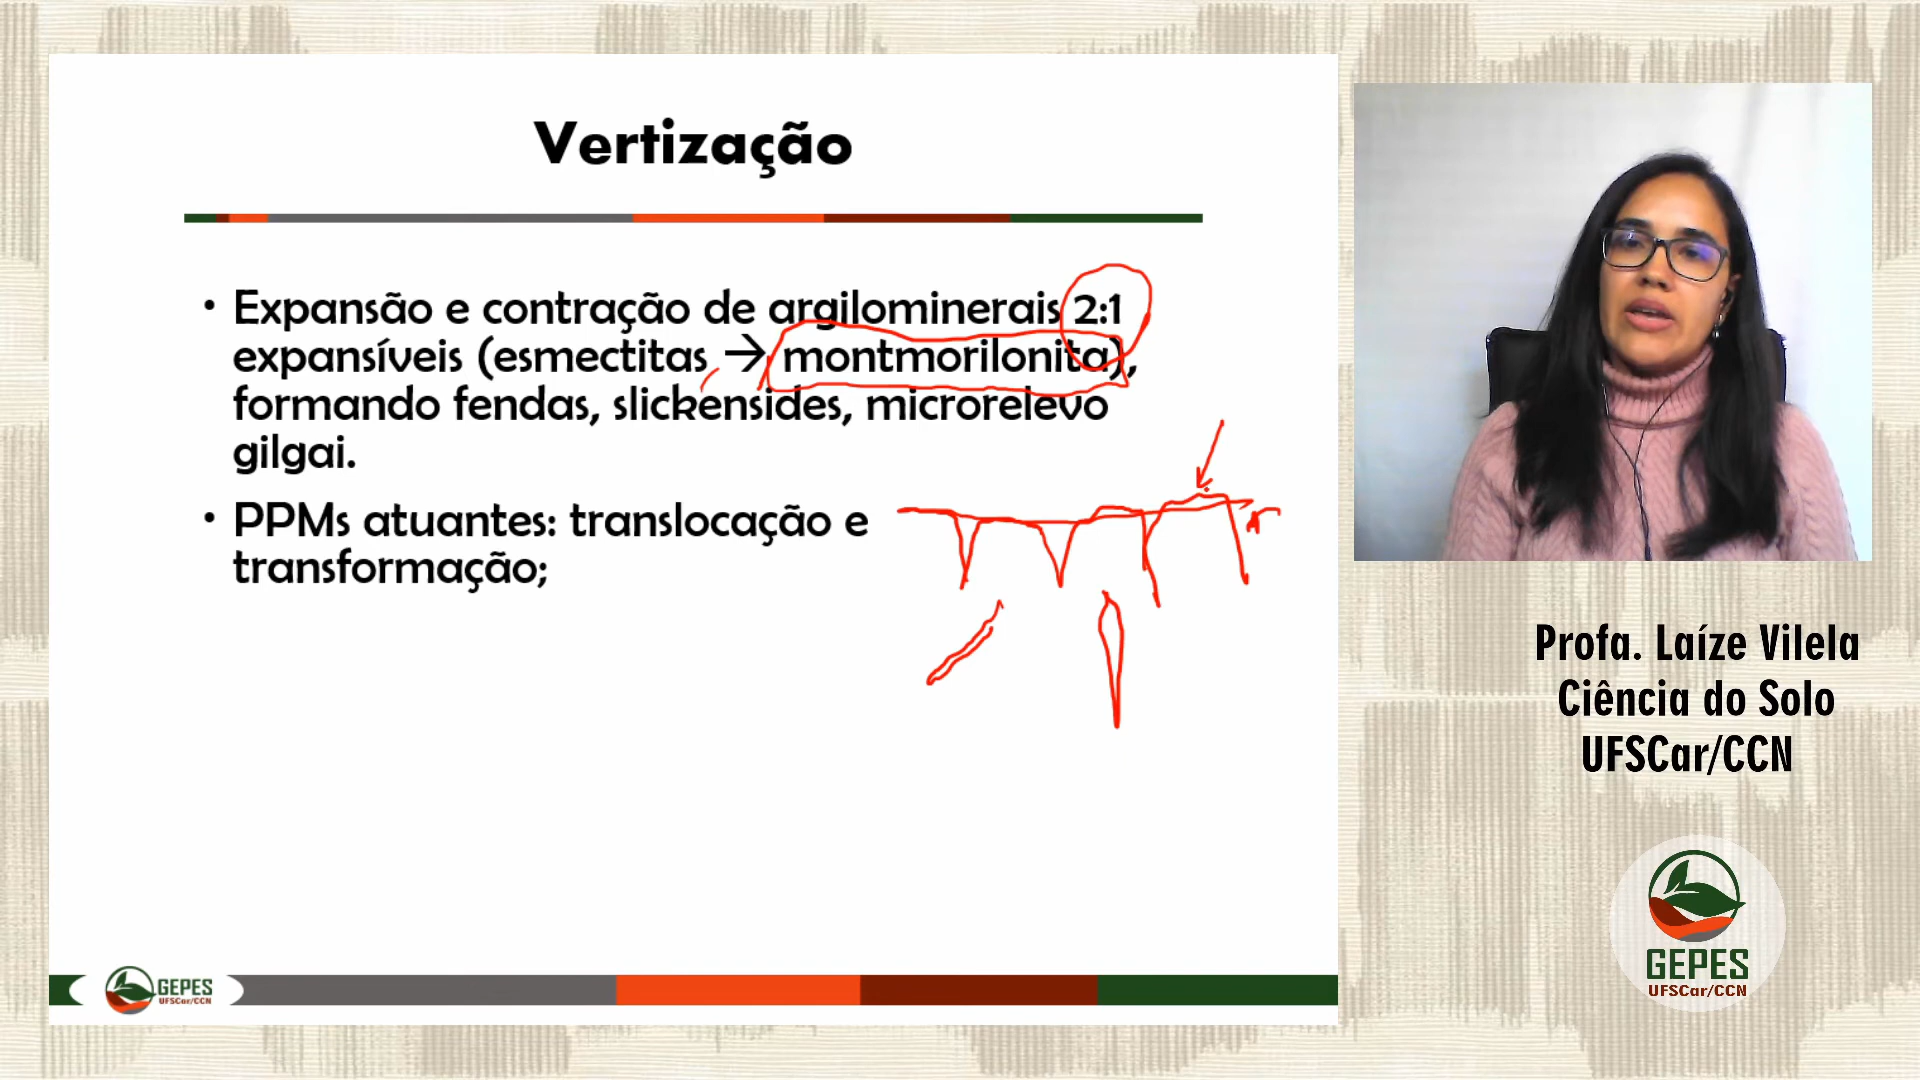 Vertização
• Expansão e contração de argilominerais 2:1
expansíveis (esmectitas → montmorilonita),
formando fendas, slickensides, microrelevo
gilgai.
• PPMs atuantes: translocação e
transformação;
GEPES
UFSCar/CCN
Profa. Laíze Vilela
Ciência do Solo
UFSCar/CCN
GEPES
UFSCar/CCN